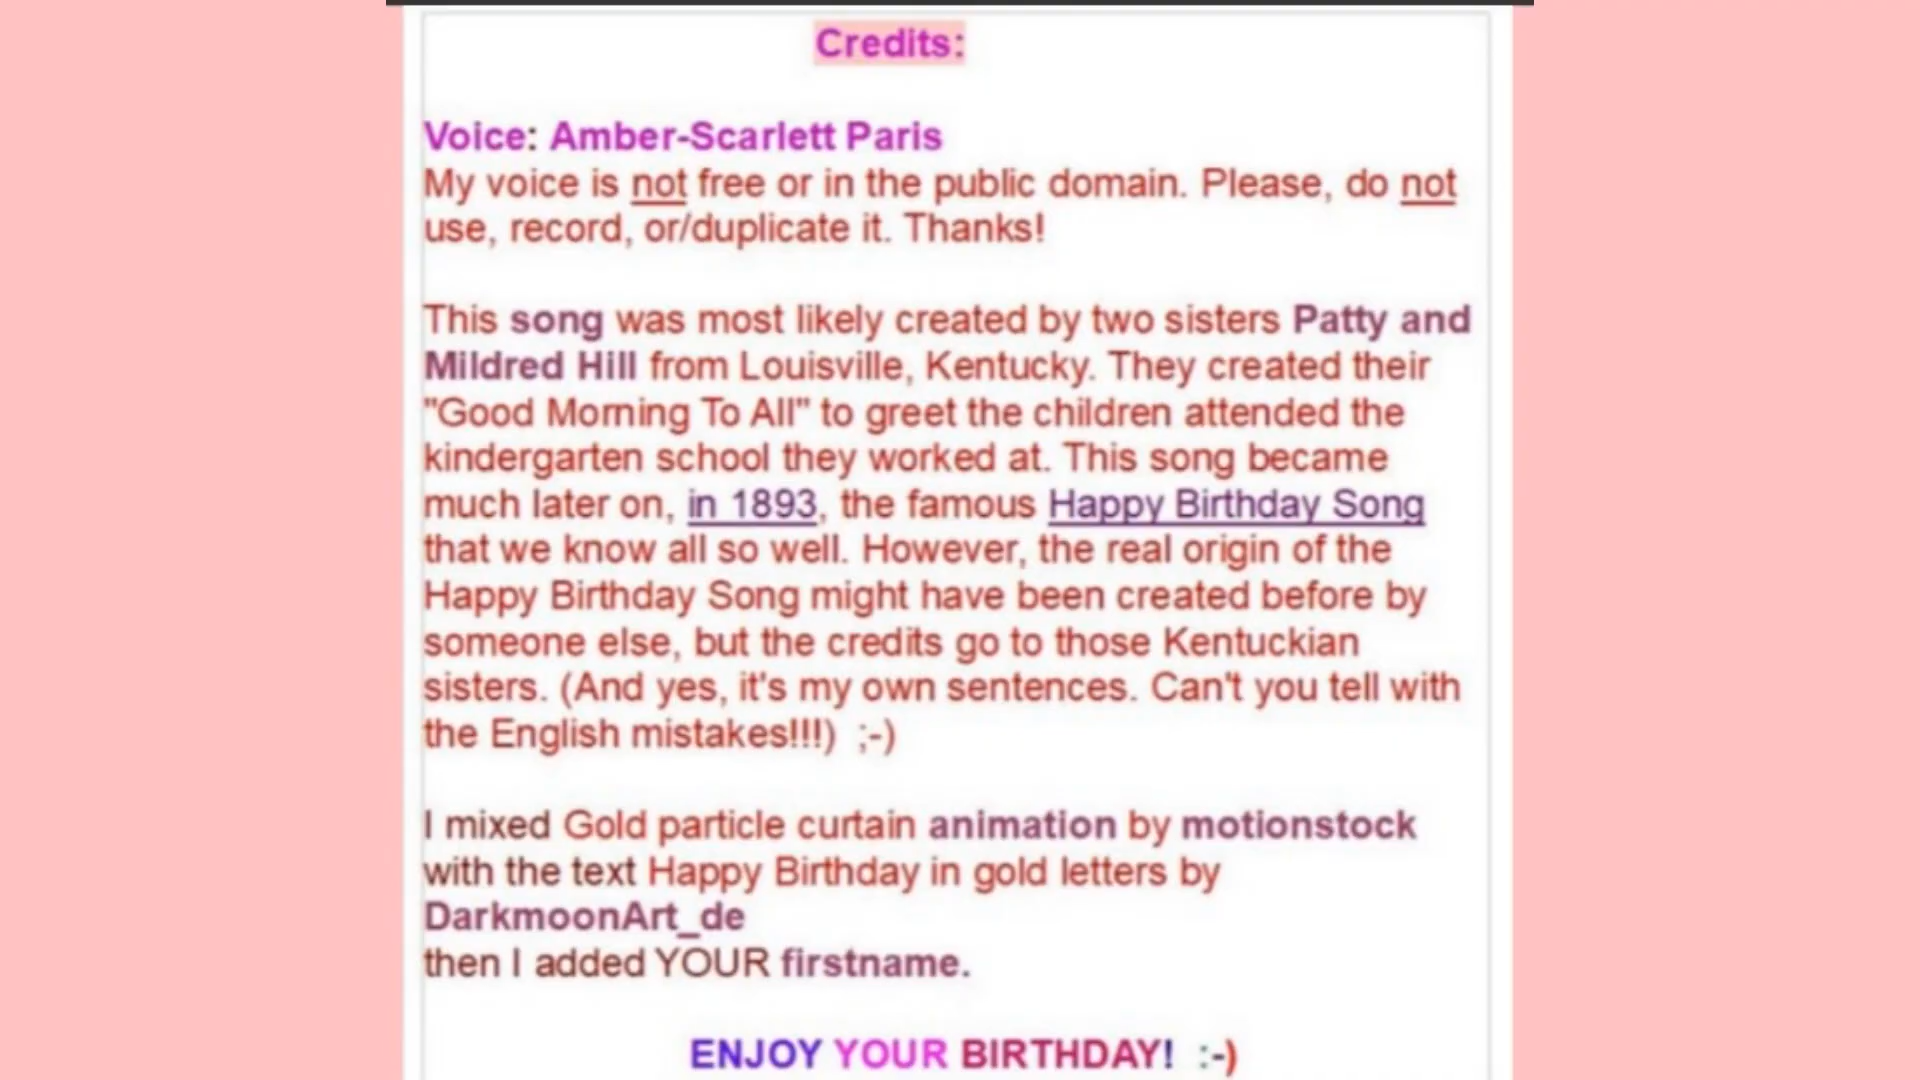 Credits:
Voice: Amber-Scarlett Paris
My voice is not free or in the public domain. Please, do not
use, record, or/duplicate it. Thanks!
This song was most likely created by two sisters Patty and
Mildred Hill from Louisville, Kentucky. They created their
"Good Morning To All" to greet the children attended the
kindergarten school they worked at. This song became
much later on, in 1893, the famous Happy Birthday Song
that we know all so well. However, the real origin of the
Happy Birthday Song might have been created before by
someone else, but the credits go to those Kentuckian
sisters. (And yes, it's my own sentences. Can't you tell with
the English mistakes!!!) ;-)
I mixed Gold particle curtain animation by motionstock
with the text Happy Birthday in gold letters by
DarkmoonArt_de
then I added YOUR firstname.
ENJOY YOUR BIRTHDAY! :-)